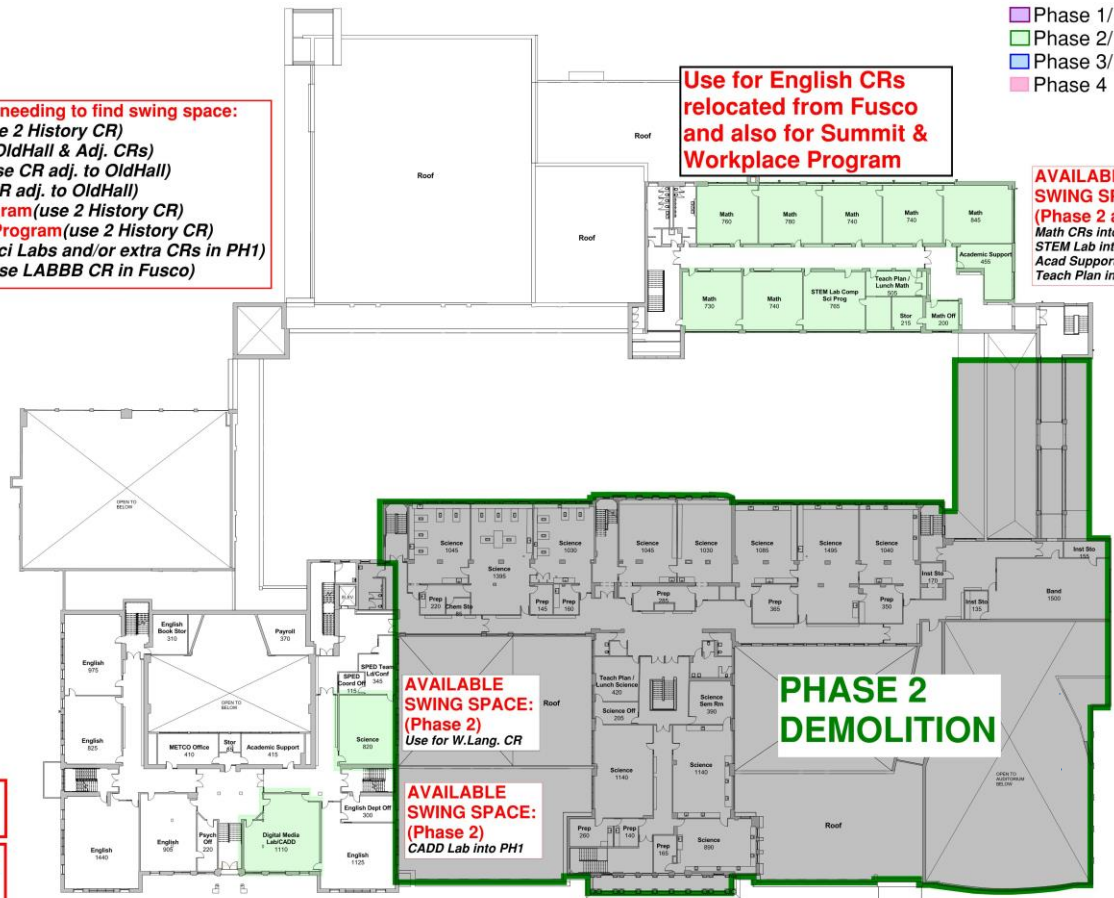 Phase 1/
Phase 2/
Phase 3/
Phase 4
needing to find swing space:
e 2 History CR)
OldHall & Adj. CRs)
se CR adj. to OldHall)
R adj. to OldHall)
ram(use 2 History CR)
Program(use 2 History CR)
ci Labs and/or extra CRs in PH1)
se LABBB CR in Fusco)
Use for English CRs
relocated from Fusco
and also for Summit &
Workplace Program
AVAILABL
SWING SP
(Phase 2 a
Math CRs into
STEM Lab int
Acad Support
Teach Plan in
Roof
Roof
Roof
Math
760
Math
780
Math
740
Math
740
Math
845
Academic Support
455
Math
730
Math
740
STEM Lab Comp
Sci Prog
765
Teach Plan /
Lunch Math
505
Stor
215
Math Off
200
OPEN TO
BELOW
Science
1045
Science
1395
Science
1030
Science
1045
Science
1030
Science
1085
Science
1495
Science
1040
Prep
220
Chem Sto
85
Prep
145
Prep
160
Prep
Prep
365
Prep
350
Inst Sto
170
Inst Sto
135
Inst Sto
155
Band
1500
English
975
English
Book Stor
310
Payroll
370
OPEN TO
BELOW
English
825
METCO Office
410
Stor
Academic Support
415
SPED Team
Ld/Conf
345
SPED
Coord Off
115
Science
820
AVAILABLE
SWING SPACE:
(Phase 2)
Use for W.Lang. CR
Roof
AVAILABLE
SWING SPACE:
(Phase 2)
CADD Lab into PH1
Teach Plan /
Lunch Science
420
Science Off
205
Science
Sem Rm
390
Science
1140
Science
1140
Prep
260
Prep
140
Prep
165
Science
890
PHASE 2
DEMOLITION
OPEN TO
AUDITORIUM
BELOW
Roof
English
1440
English
905
Psych
Off
220
Digital Media
Lab/CADD
1110
English Dept Off
300
English
1125